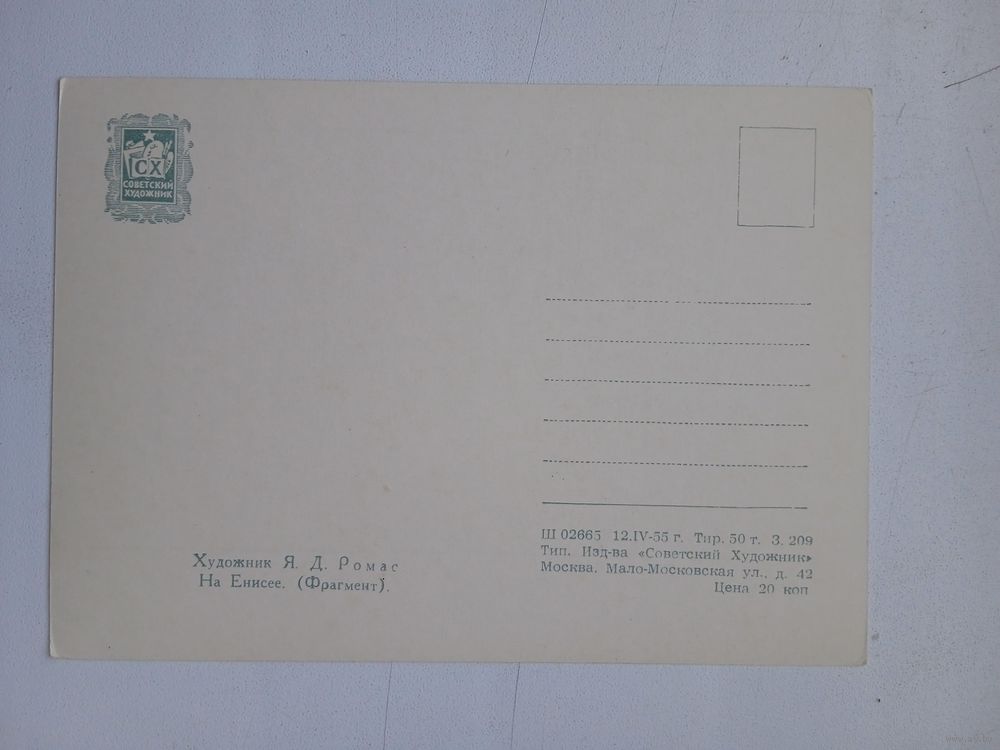 СХ
СОВЕТСКИЙ
ХУДОЖНИК
Художник Я. Д. Ромас
На Енисее. (Фрагмент).
Ш 02665 12.IV-55 г. Тир. 50 т. З. 209
Тип. Изд-ва «Советский Художник»
Москва. Мало-Московская ул., д. 42
Цена 20 коп